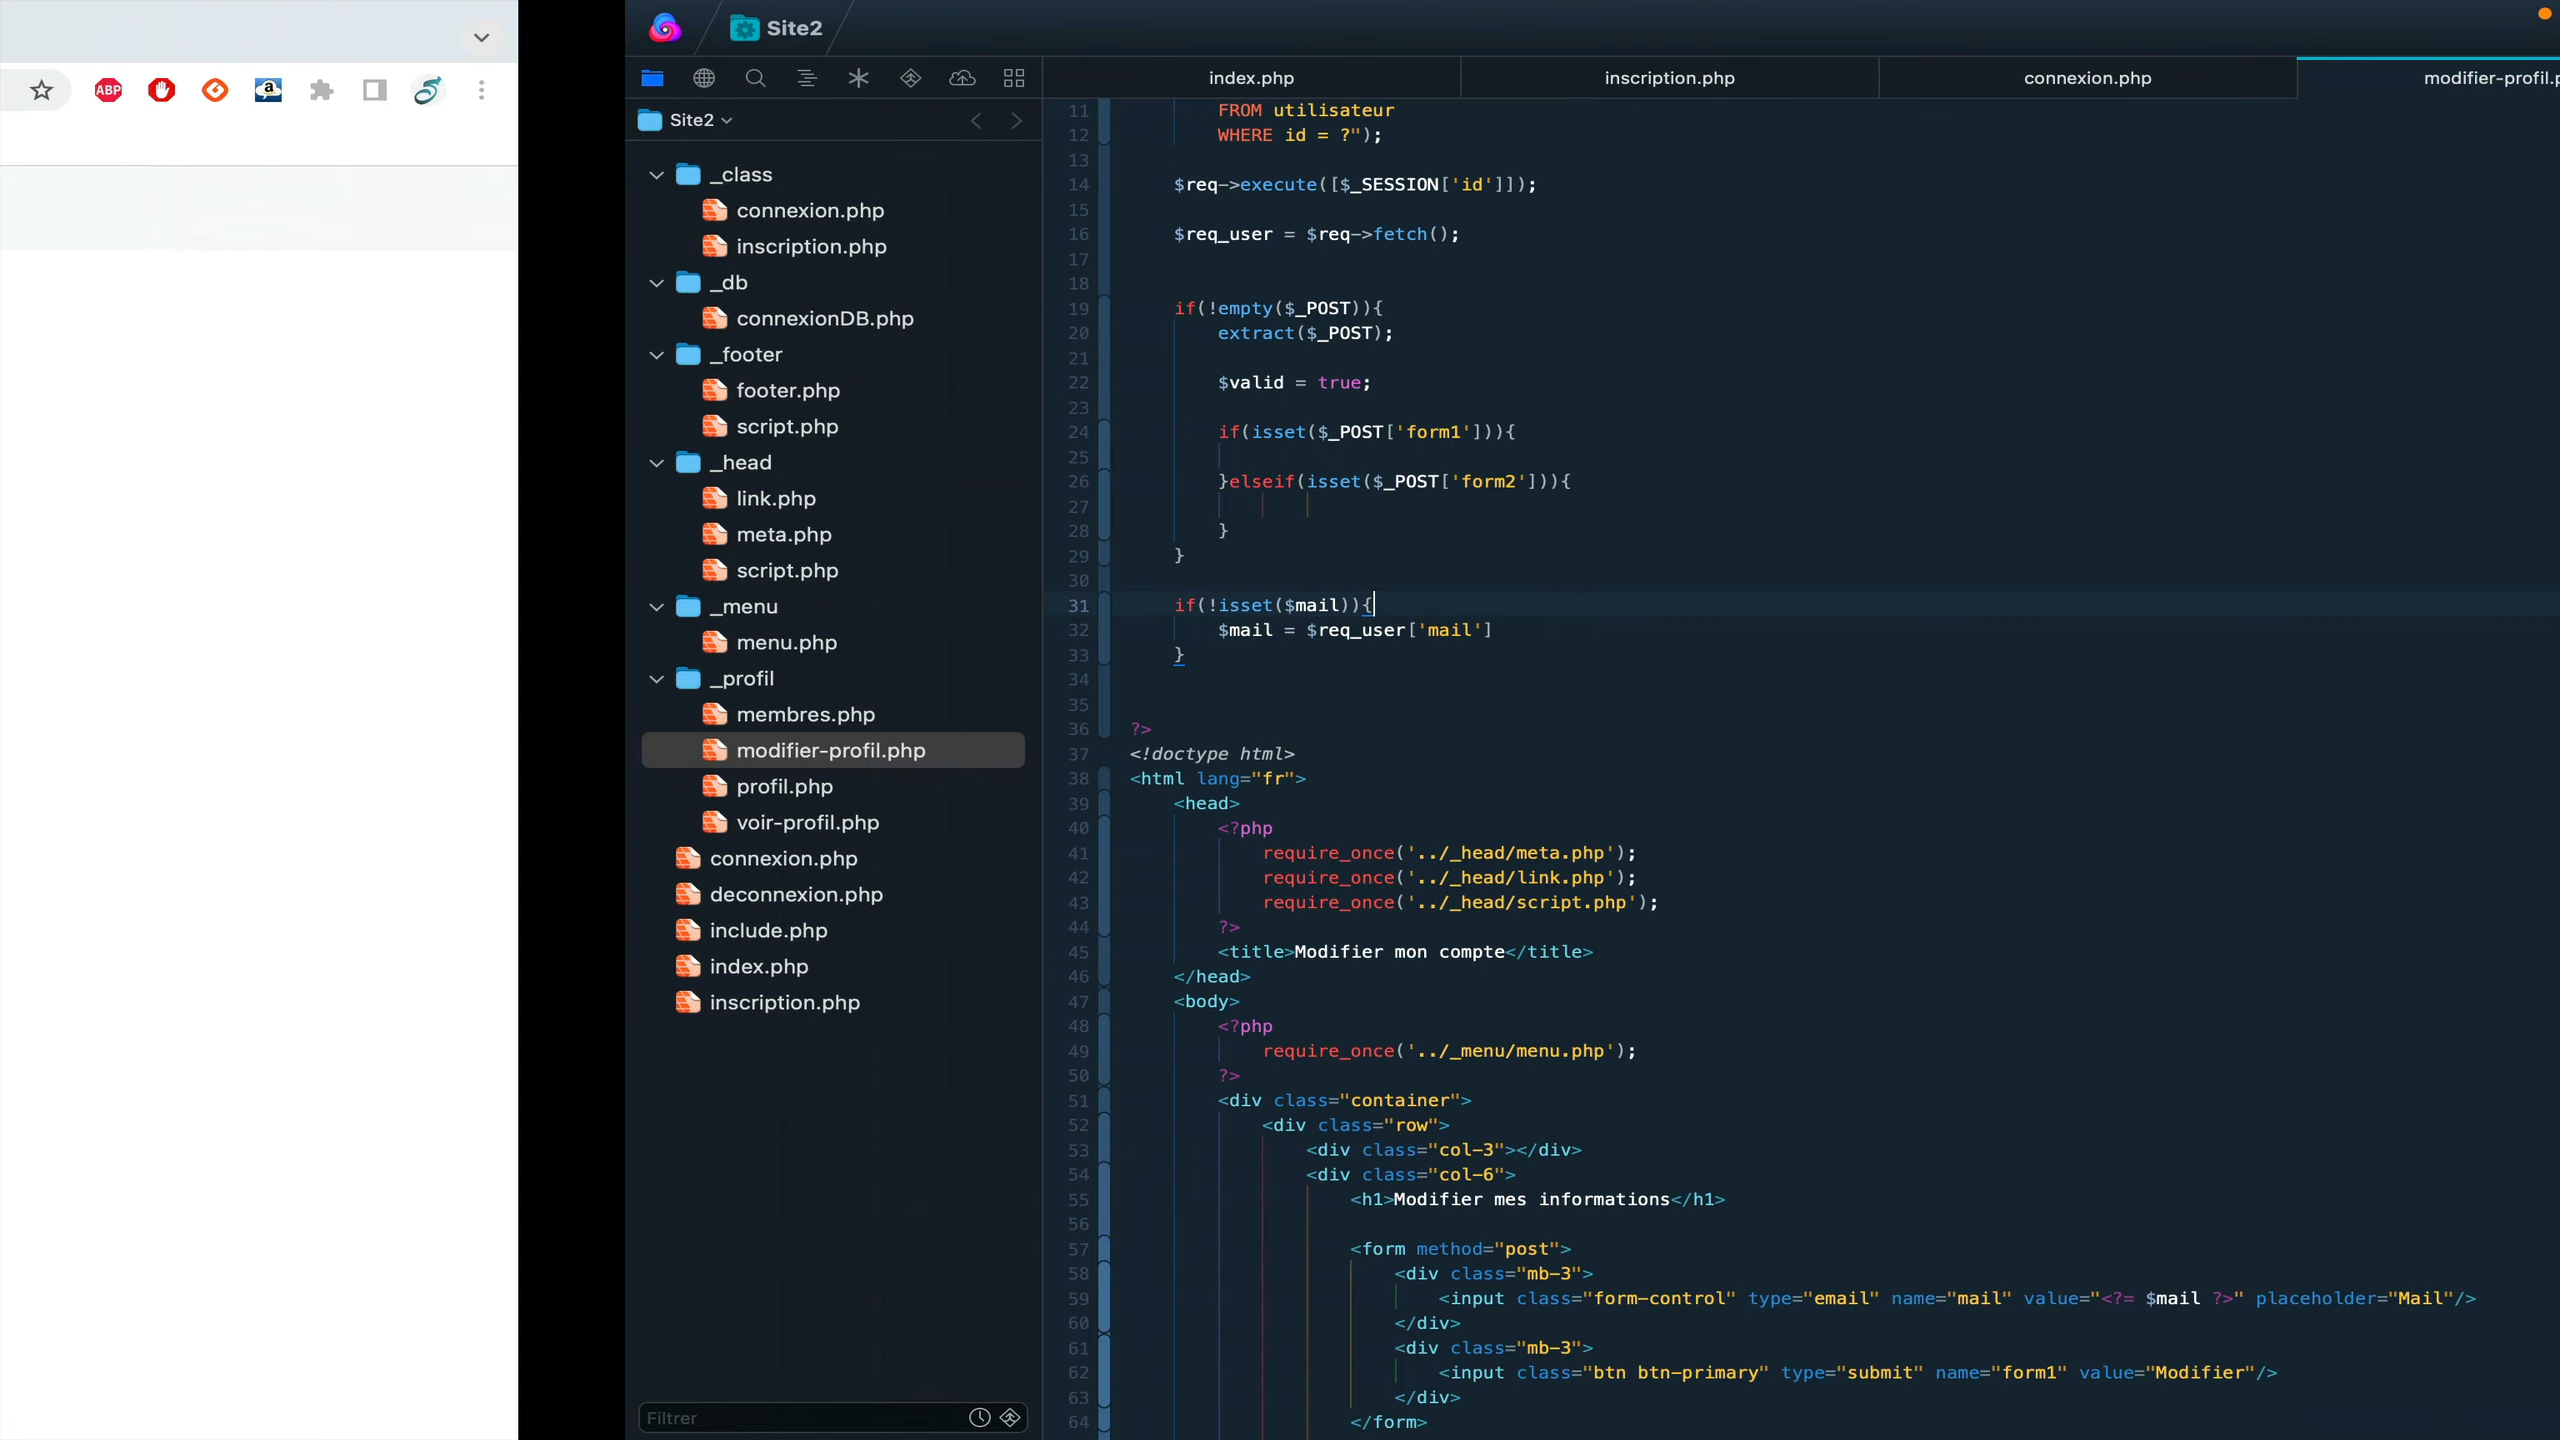 ABP
a
Site2
index.php
inscription.php
connexion.php
modifier-profil.p
Site2
_class
connexion.php
inscription.php
_db
connexionDB.php
_footer
footer.php
script.php
_head
link.php
meta.php
script.php
_menu
menu.php
_profil
membres.php
modifier-profil.php
profil.php
voir-profil.php
connexion.php
deconnexion.php
include.php
index.php
inscription.php
Filtrer
11 FROM utilisateur
12 WHERE id = ?");
13
14 $req->execute([$_SESSION['id']]);
15
16 $req_user = $req->fetch();
17
18
19 if(!empty($_POST)){
20 extract($_POST);
21
22 $valid = true;
23
24 if(isset($_POST['form1'])){
25
26 }elseif(isset($_POST['form2'])){
27
28 }
29 }
30
31 if(!isset($mail)){
32 $mail = $req_user['mail']
33 }
34
35
36 ?>
37 <!doctype html>
38 <html lang="fr">
39 <head>
40 <?php
41 require_once('../_head/meta.php');
42 require_once('../_head/link.php');
43 require_once('../_head/script.php');
44 ?>
45 <title>Modifier mon compte</title>
46 </head>
47 <body>
48 <?php
49 require_once('../_menu/menu.php');
50 ?>
51 <div class="container">
52 <div class="row">
53 <div class="col-3"></div>
54 <div class="col-6">
55 <h1>Modifier mes informations</h1>
56
57 <form method="post">
58 <div class="mb-3">
59 <input class="form-control" type="email" name="mail" value="<?= $mail ?>" placeholder="Mail"/>
60 </div>
61 <div class="mb-3">
62 <input class="btn btn-primary" type="submit" name="form1" value="Modifier"/>
63 </div>
64 </form>